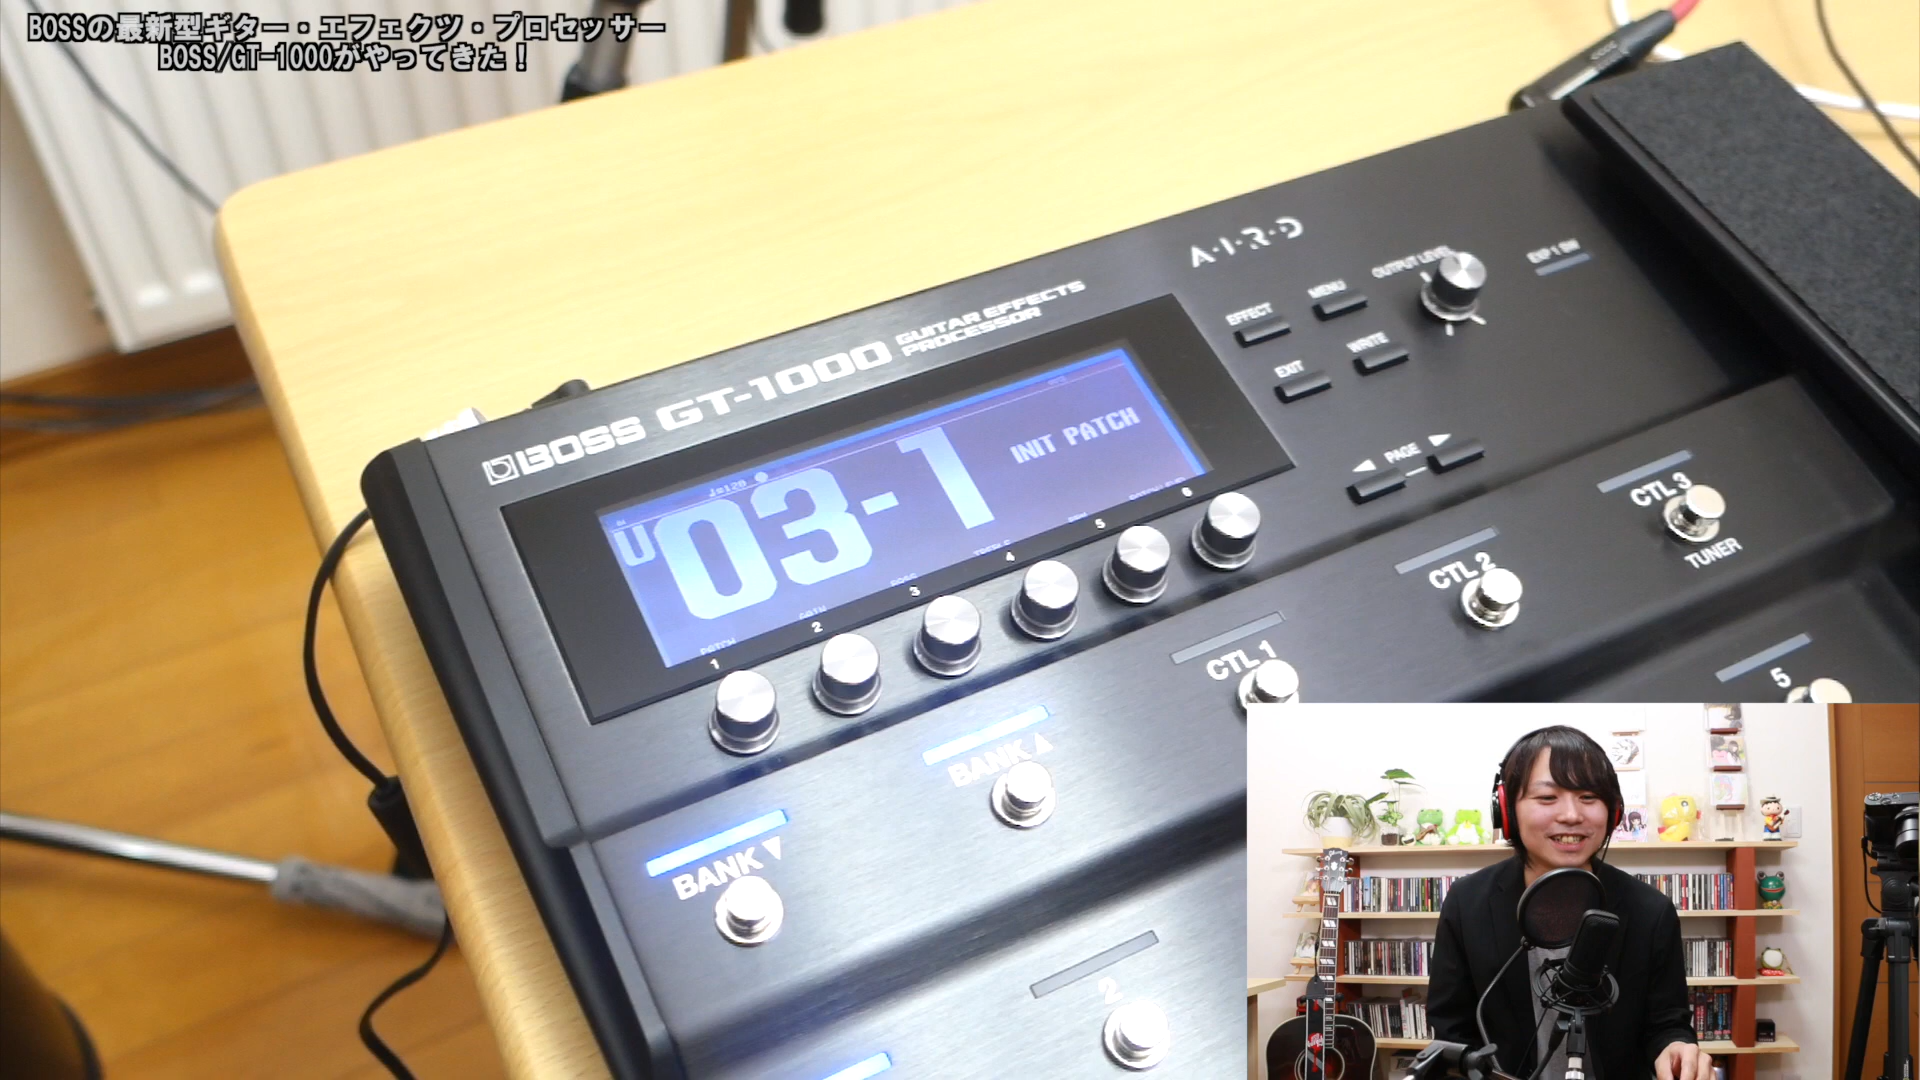 BOSSの最新型ギター・エフェクツ・プロセッサー
BOSS/GT-1000がやってきた!
A·I·R·D
OUTPUT LEVEL
EXP 1 SW
EFFECT
MENU
EXIT
WRITE
PAGE
BOSS GT-1000 GUITAR EFFECTS
PROCESSOR
♩=120
U03-1
INIT PATCH
1 2 3 4 5 6
CTL 3
TUNER
CTL 2
CTL 1
5
BANK ▲
BANK ▼
2